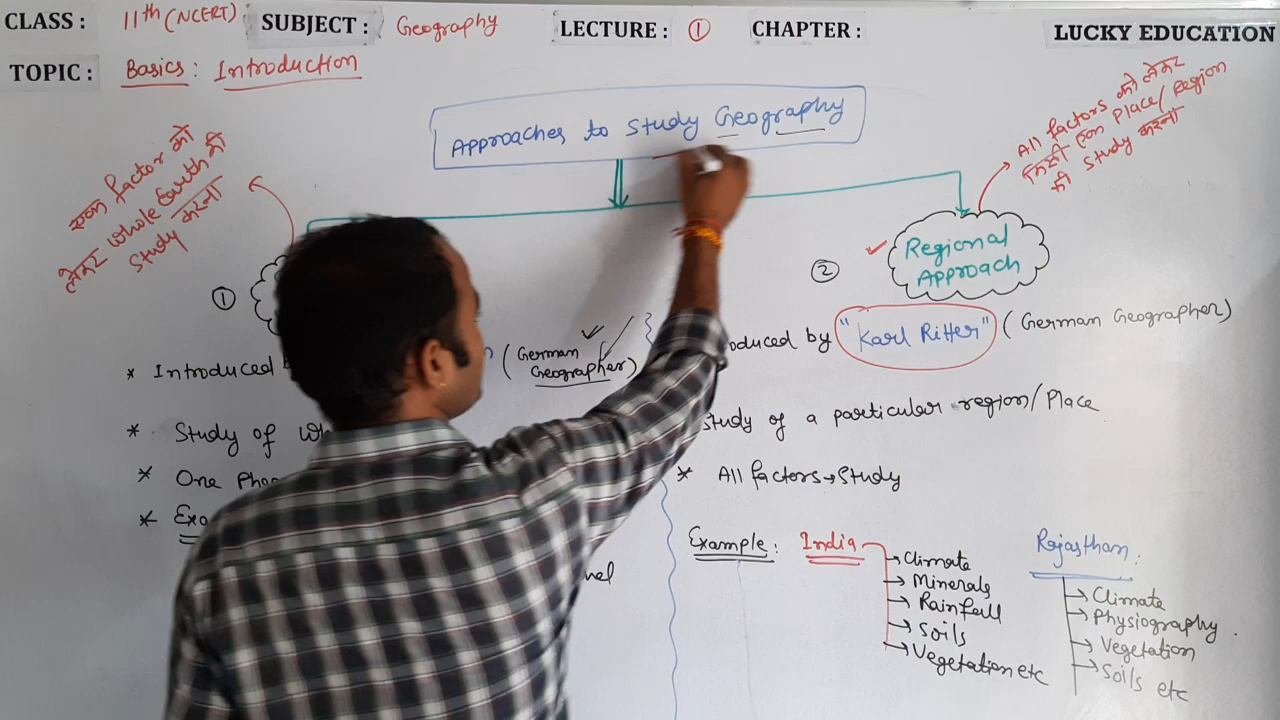 CLASS : 11th (NCERT) SUBJECT : Geography LECTURE : ① CHAPTER : LUCKY EDUCATION
TOPIC : Basics : Introduction
Approaches to Study Geography
एक factor को
लेकर whole Earth की
Study करना
All factors को लेकर
किसी एक Place/Region
की Study करना
①
②
Regional
Approach
* Introduced
(German
Geographer)
* Study of
* One
*
oduced by "Karl Ritter" (German Geographer)
Study of a particular region/Place
* All factors→Study
Example : India
Climate
Minerals
Rainfall
Soils
Vegetation etc
Rajasthan :
Climate
Physiography .
Vegetation
Soils etc